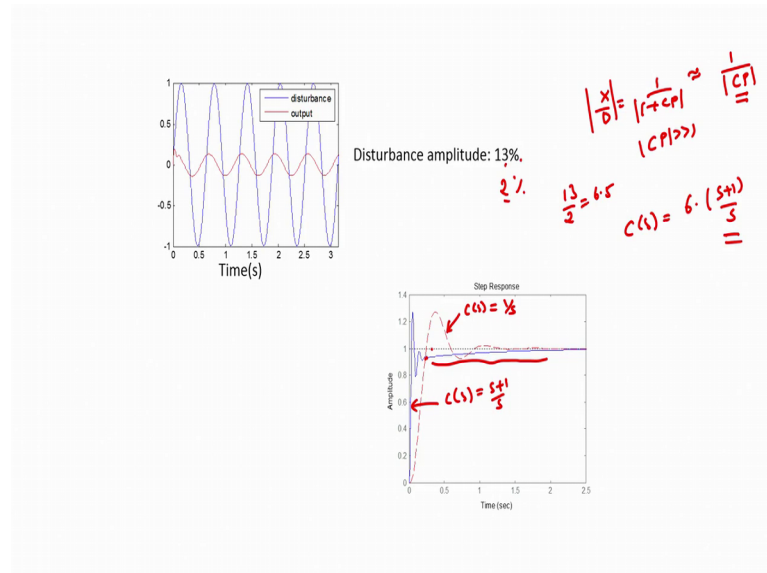 1
0.5
0
-0.5
-1
disturbance
output
0 0.5 1 1.5 2 2.5 3
Time(s)
Disturbance amplitude: 13%.
2%
|X/D| = 1/|1+CP| ≈ 1/|CP|
|CP|>>
13/2 = 6.5
C(s) = 6.(s+1/s)
Step Response
1.4
1.2
1
0.8
0.6
0.4
0.2
0
Amplitude
C(s) = 1/s
C(s) = s+1/s
0 0.5 1 1.5 2 2.5
Time (sec)